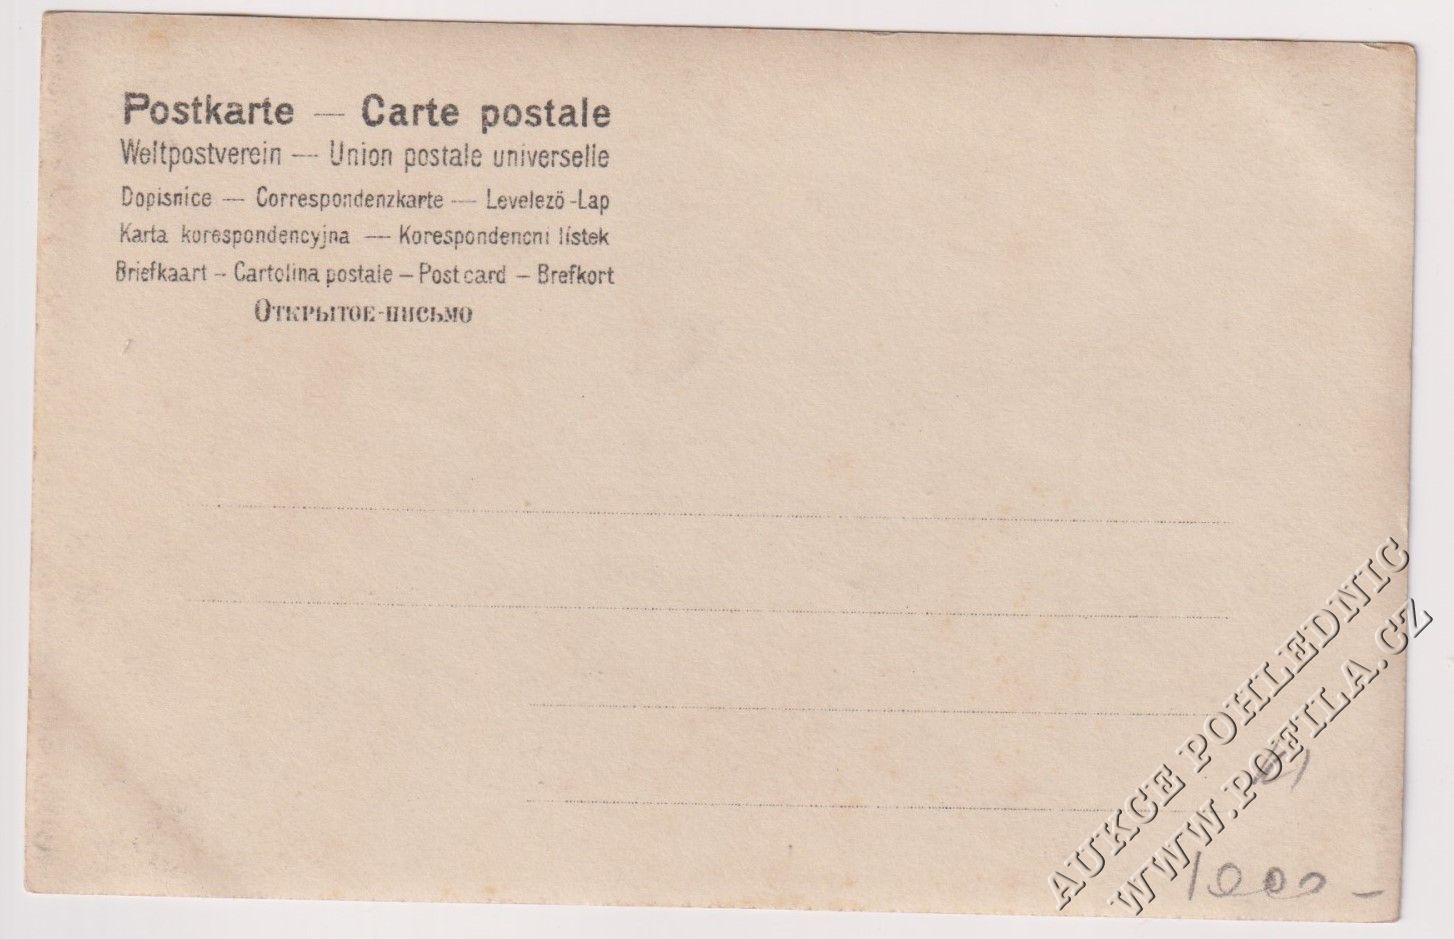 Postkarte — Carte postale
Weltpostverein — Union postale universelle
Dopisnice — Correspondenzkarte — Levelező-Lap
Karta korespondencyjna — Korespondencni lístek
Briefkaart – Cartolina postale – Post card – Brefkort
Открытое-письмо
AUKCE POHLEDNIC
WWW.POFILA.CZ
1000 –